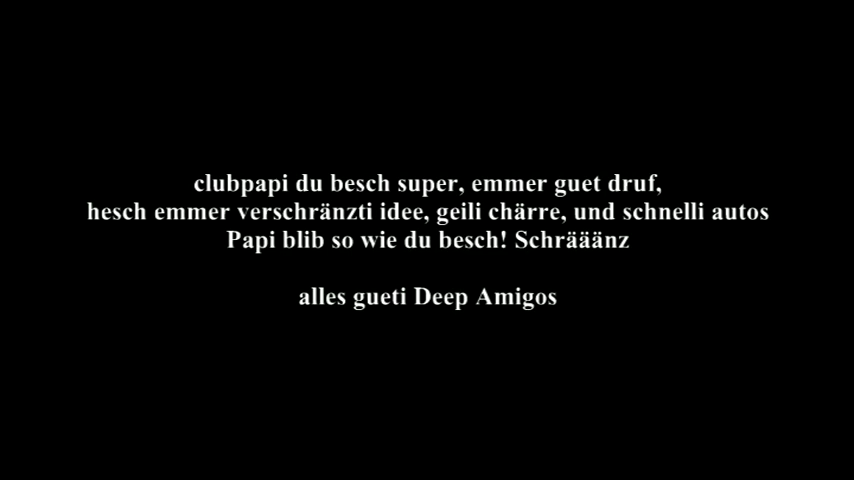 clubpapi du besch super, emmer guet druf,
hesch emmer verschränzti idee, geili chärre, und schnelli autos
Papi blib so wie du besch! Schrääänz
alles gueti Deep Amigos